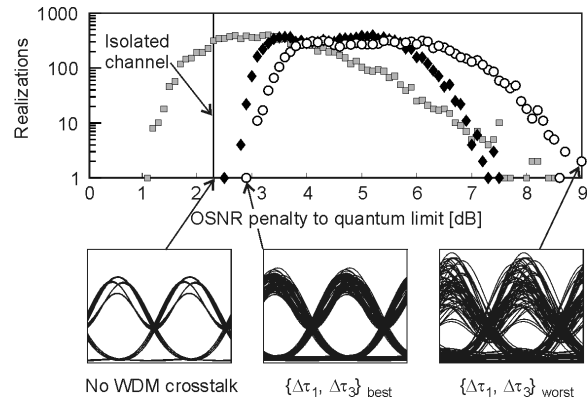 1000
100
10
1
Realizations
Isolated
channel
0 1 2 3 4 5 6 7 8 9
OSNR penalty to quantum limit [dB]
No WDM crosstalk
{Δτ1, Δτ3} best
{Δτ1, Δτ3} worst